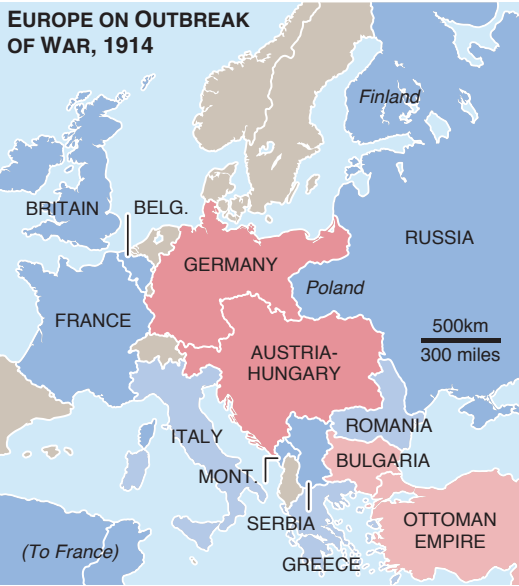 EUROPE ON OUTBREAK
OF WAR, 1914
Finland
BRITAIN
BELG.
RUSSIA
GERMANY
Poland
FRANCE
500km
300 miles
AUSTRIA-
HUNGARY
ROMANIA
ITALY
BULGARIA
MONT.
SERBIA
OTTOMAN
EMPIRE
(To France)
GREECE